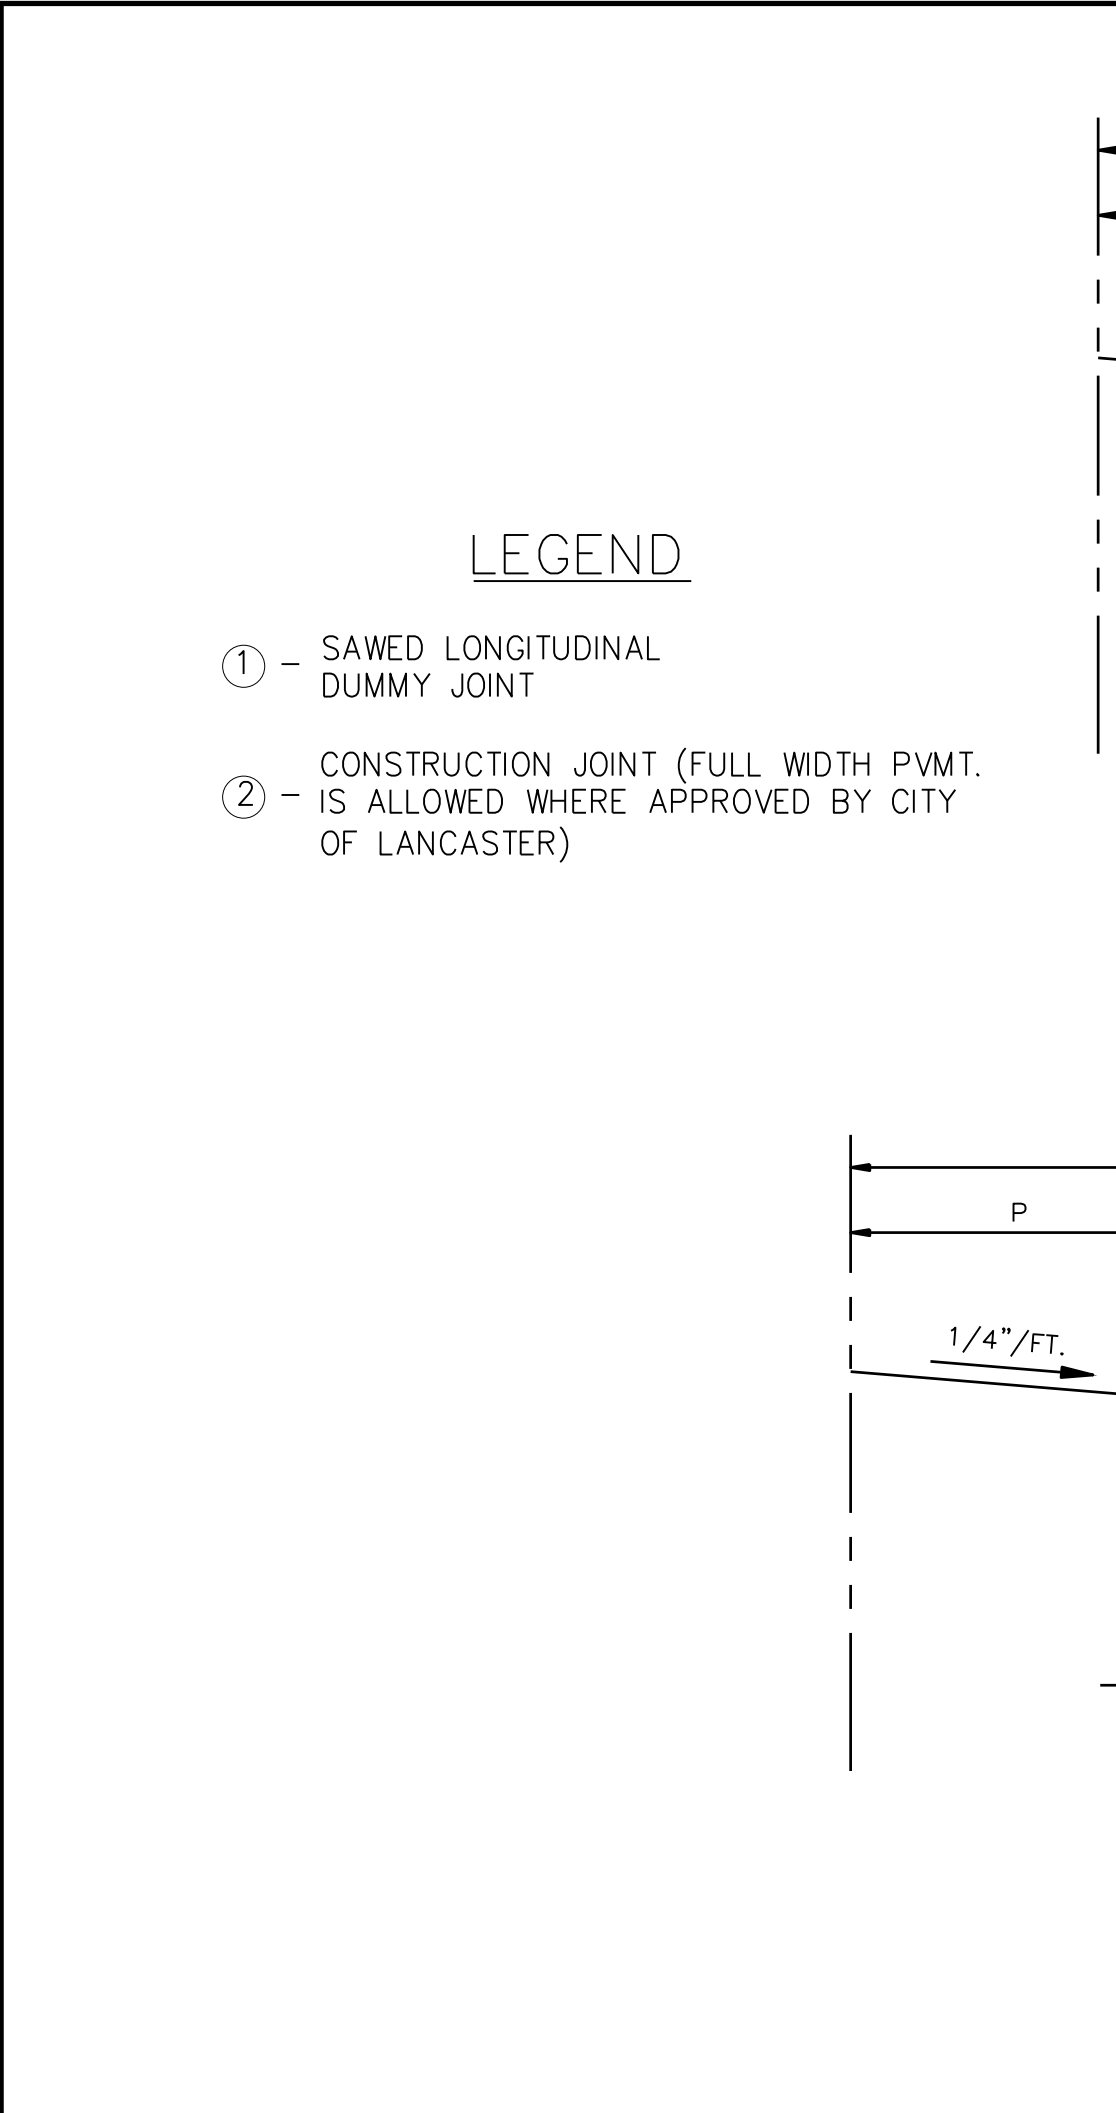 LEGEND
1 - SAWED LONGITUDINAL
DUMMY JOINT
2 - CONSTRUCTION JOINT (FULL WIDTH PVMT.
IS ALLOWED WHERE APPROVED BY CITY
OF LANCASTER)
P
1/4"/FT.